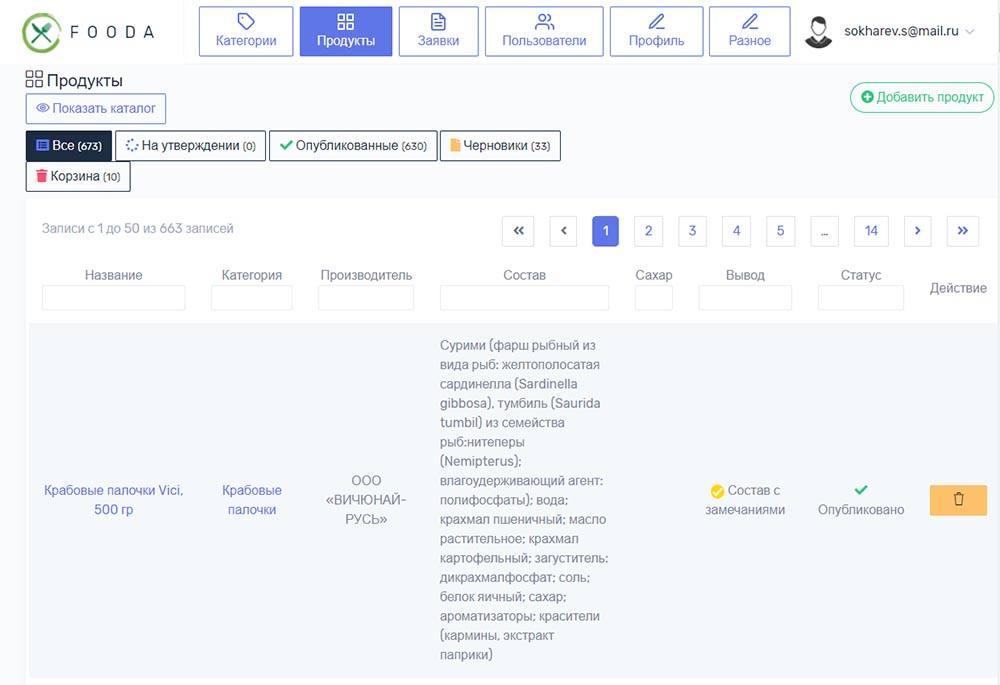 FOODA
Категории
Продукты
Заявки
Пользователи
Профиль
Разное
sokharev.s@mail.ru
Продукты
Показать каталог
Добавить продукт
Все (673)
На утверждении (0)
Опубликованные (630)
Черновики (33)
Корзина (10)
Записи с 1 до 50 из 663 записей
« ‹ 1 2 3 4 5 ... 14 › »
Название
Категория
Производитель
Состав
Сахар
Вывод
Статус
Действие
Крабовые палочки Vici,
500 гр
Крабовые
палочки
ООО
«ВИЧЮНАЙ-
РУСЬ»
Сурими (фарш рыбный из
вида рыб: желтополосатая
сардинелла (Sardinella
gibbosa), тумбиль (Saurida
tumbil) из семейства
рыб:нитеперы
(Nemipterus);
влагоудерживающий агент:
полифосфаты); вода;
крахмал пшеничный; масло
растительное; крахмал
картофельный; загуститель:
дикрахмалфосфат; соль;
белок яичный; сахар;
ароматизаторы; красители
(кармины, экстракт
паприки)
Состав с
замечаниями
Опубликовано